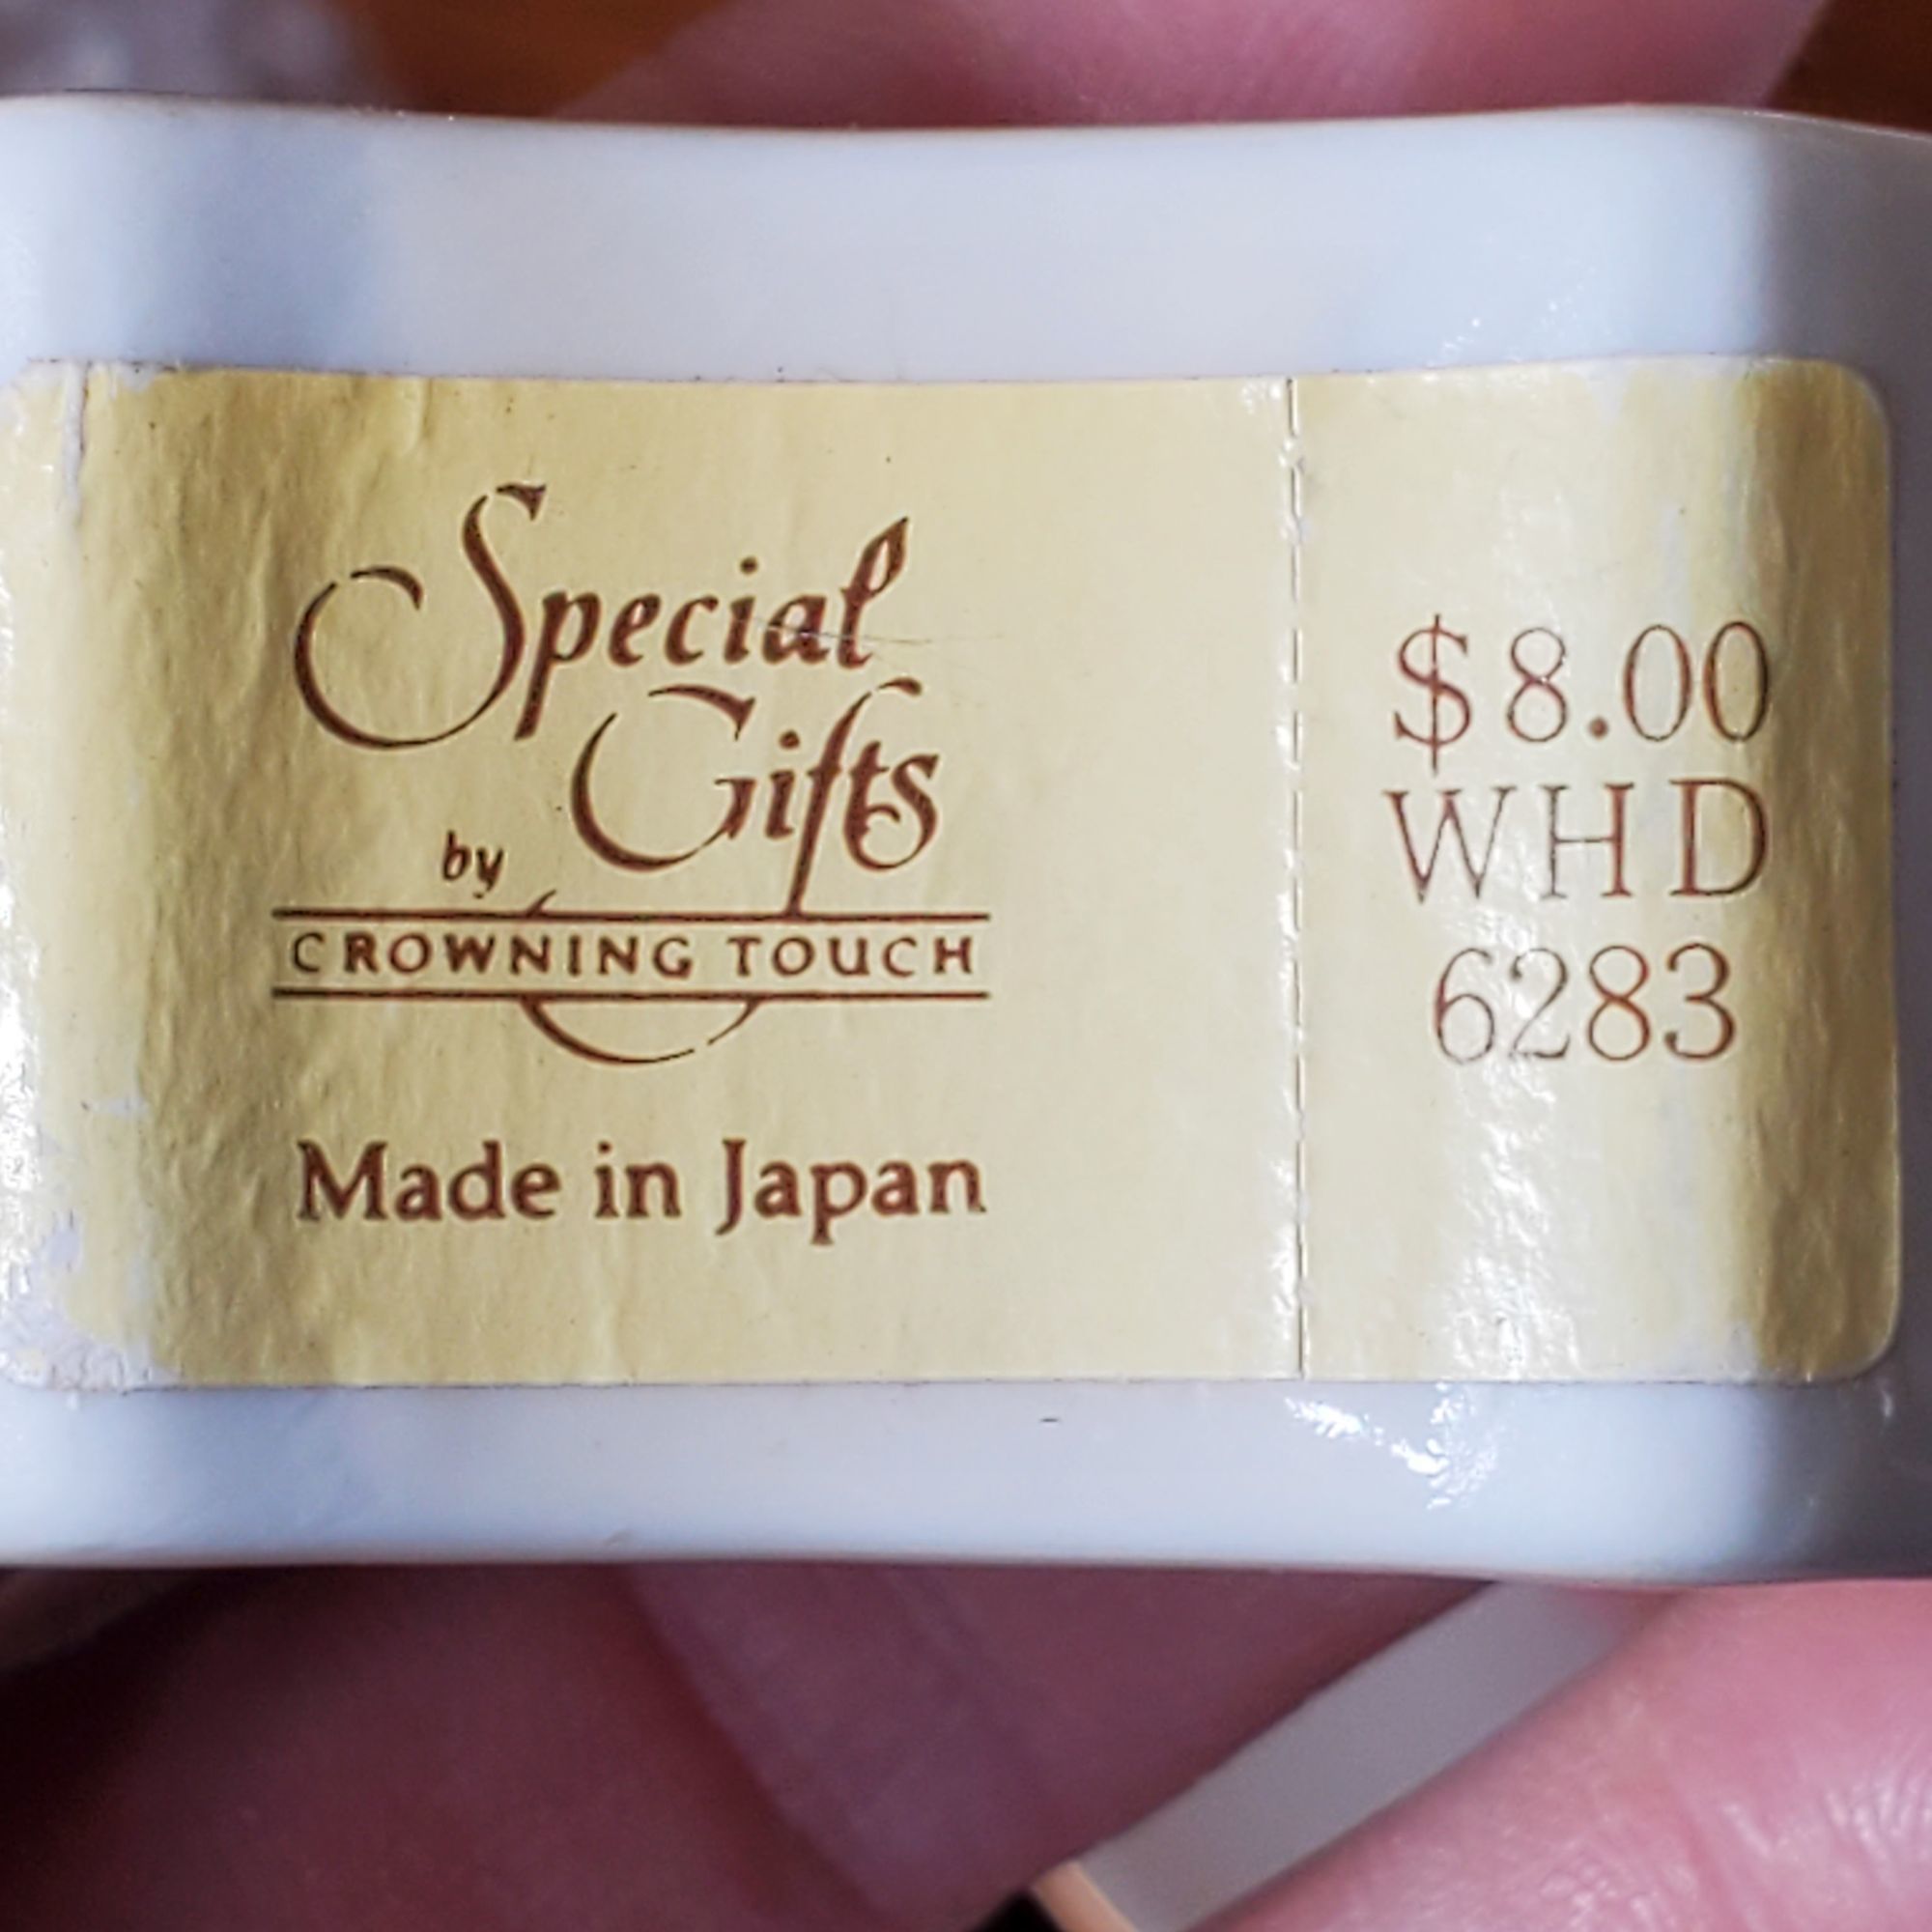 Special
Gifts
by
CROWNING TOUCH
Made in Japan
$8.00
WHD
6283